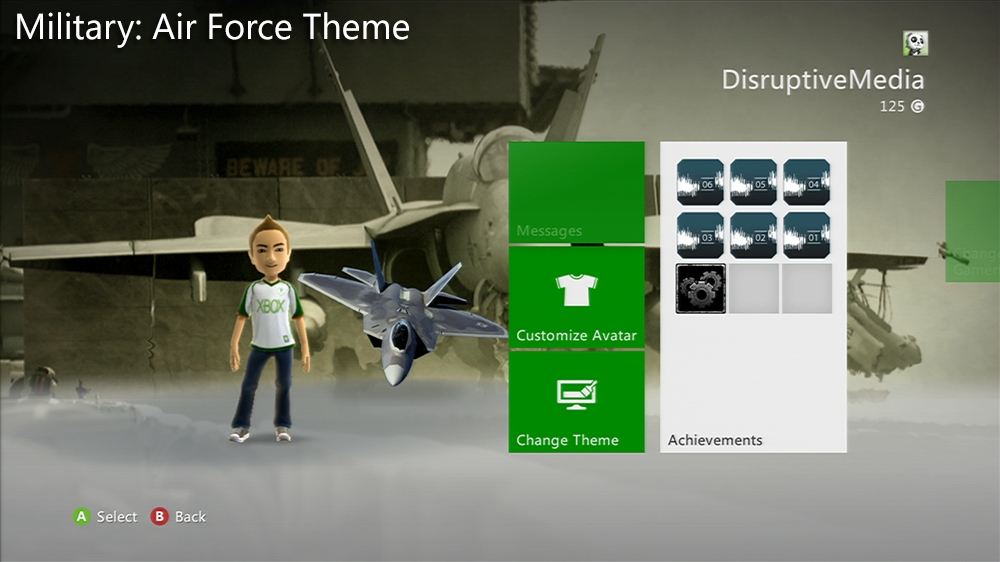 Military: Air Force Theme
DisruptiveMedia
125 G
BEWARE OF
Messages
06 05 04
03 02 01
XBOX
Customize Avatar
Change Theme
Achievements
A Select B Back